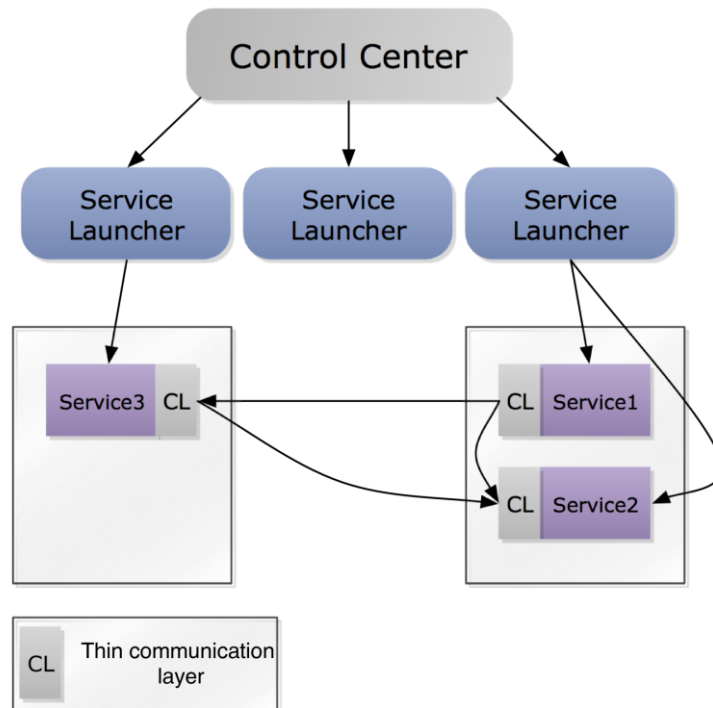 Control Center
Service
Launcher
Service
Launcher
Service
Launcher
Service3
CL
CL
Service1
CL
Service2
CL
Thin communication
layer